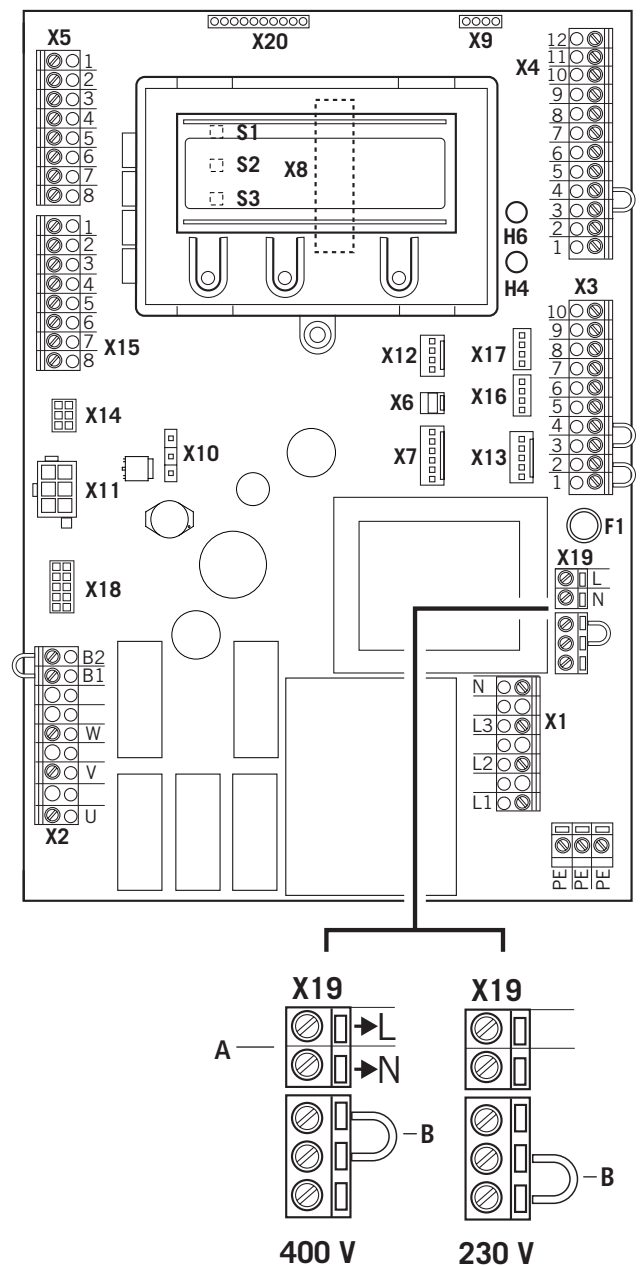 X20
X9
X5
1
2
3
4
5
6
7
8
X4
12
11
10
9
8
7
6
5
4
3
2
1
S1
S2
S3
X8
H6
H4
1
2
3
4
5
6
7
8
X15
X3
10
9
8
7
6
5
4
3
2
1
X12
X17
X6
X16
X7
X13
X14
X10
X11
X18
F1
X19
L
N
B2
B1
W
V
U
X2
N
L3
L2
L1
X1
PE
PE
PE
X19
X19
A
L
N
B
B
400 V
230 V